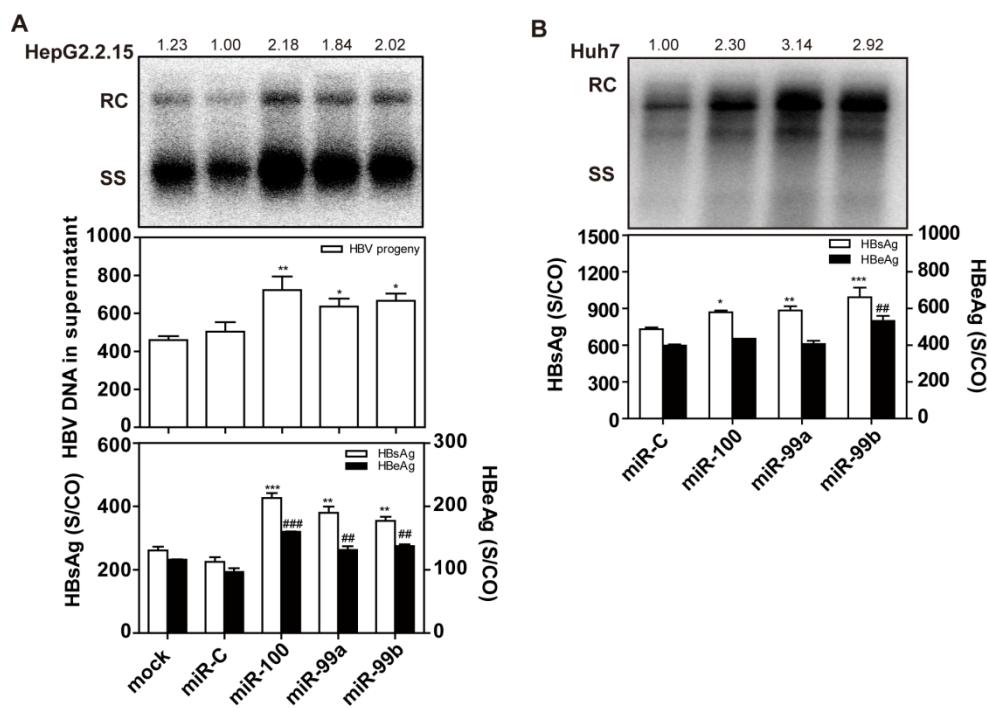 A
HepG2.2.15
1.23 1.00 2.18 1.84 2.02
RC
SS
HBV DNA in supernatant
1000
800
600
400
200
0
HBV progeny
** * *
HBsAg (S/CO)
600
400
200
0
HBsAg
HBeAg
*** ### ** ## ** ##
300
200
100
0
HBeAg (S/CO)
mock miR-C miR-100 miR-99a miR-99b
B
Huh7
1.00 2.30 3.14 2.92
RC
SS
HBsAg (S/CO)
1500
1200
900
600
300
0
HBsAg
HBeAg
* ** *** ##
1000
800
600
400
200
0
HBeAg (S/CO)
miR-C miR-100 miR-99a miR-99b